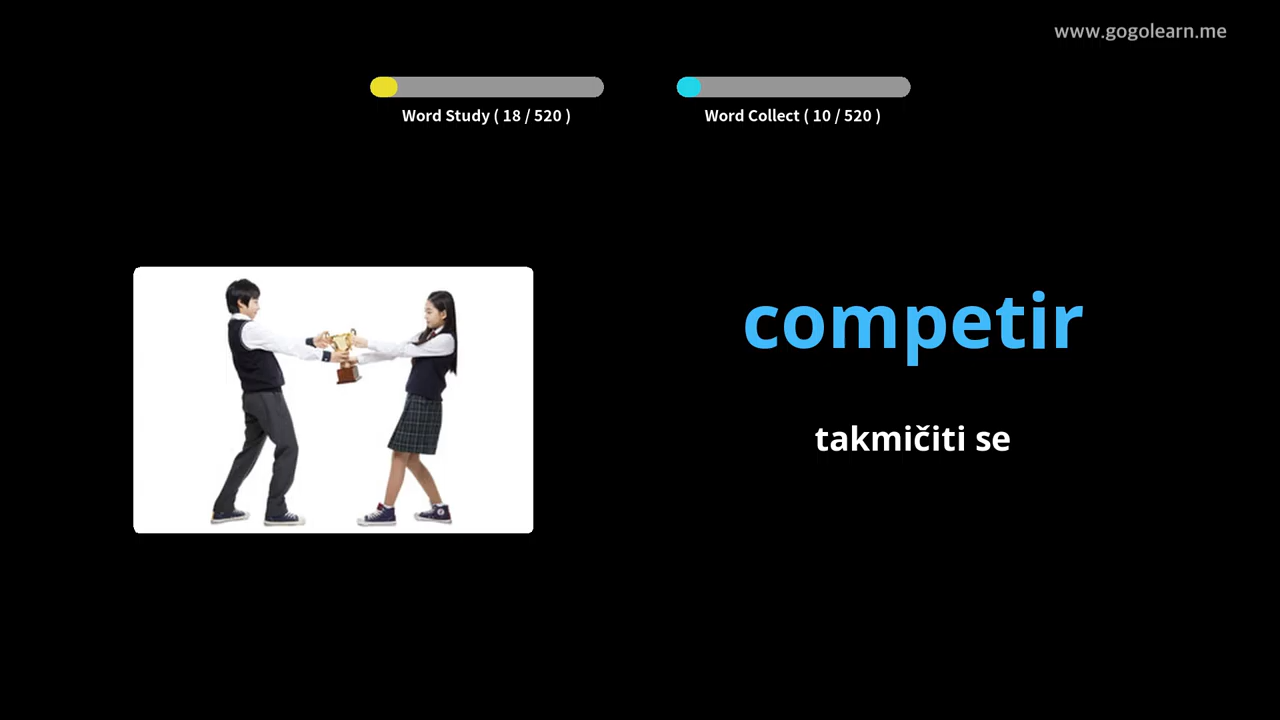 www.gogolearn.me
Word Study ( 18 / 520 )
Word Collect ( 10 / 520 )
competir
takmičiti se